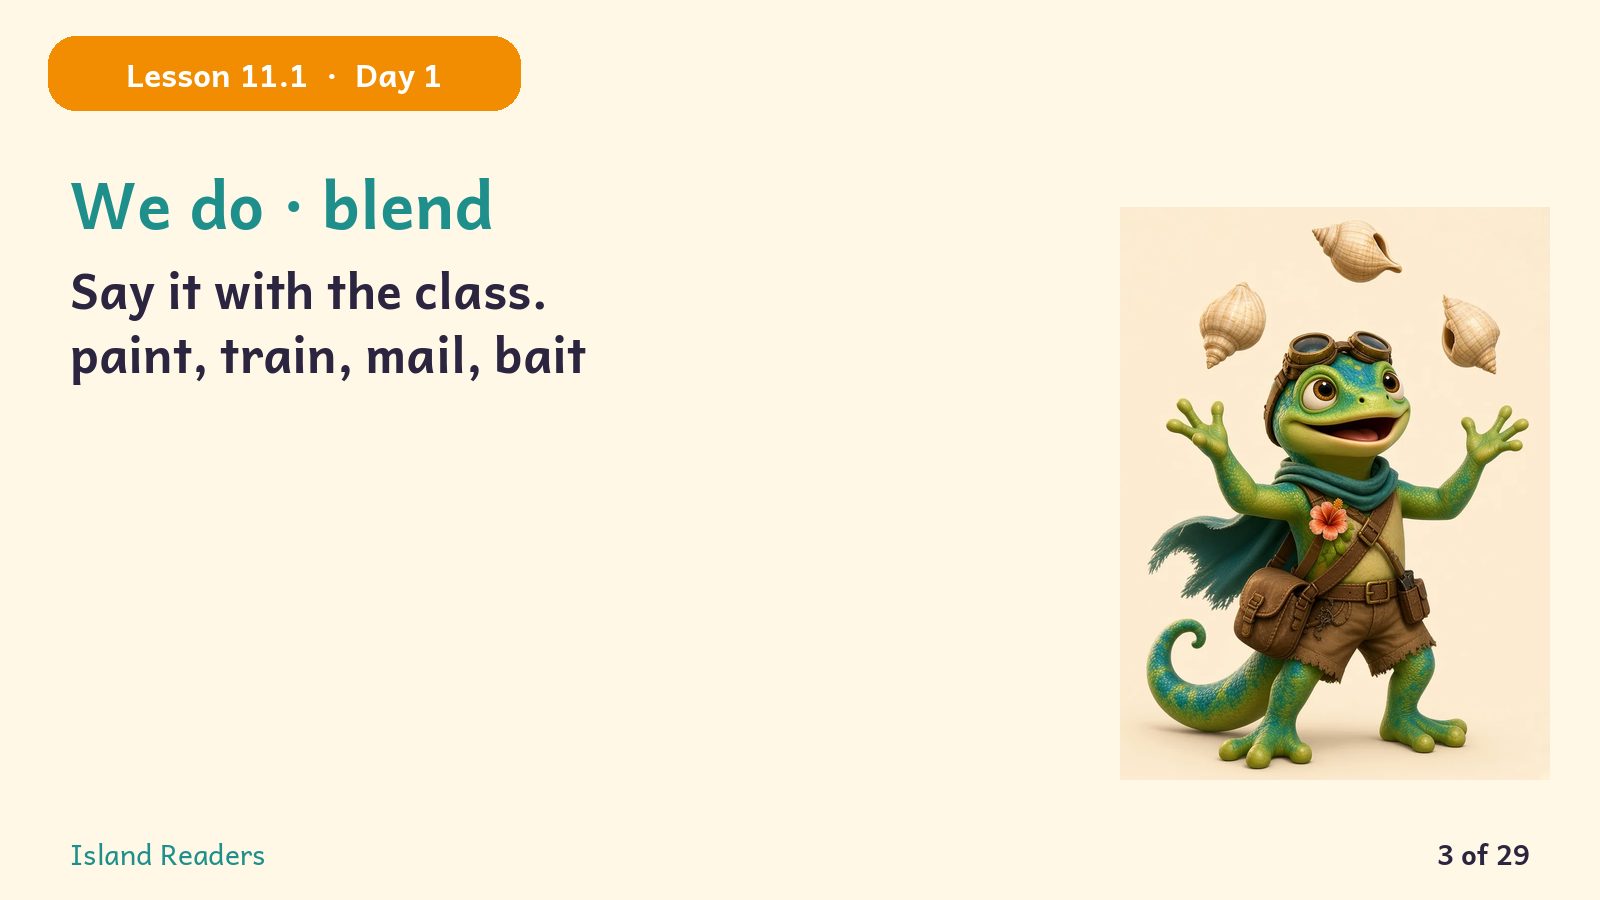 Lesson 11.1 · Day 1
We do · blend
Say it with the class.
paint, train, mail, bait
Island Readers
3 of 29